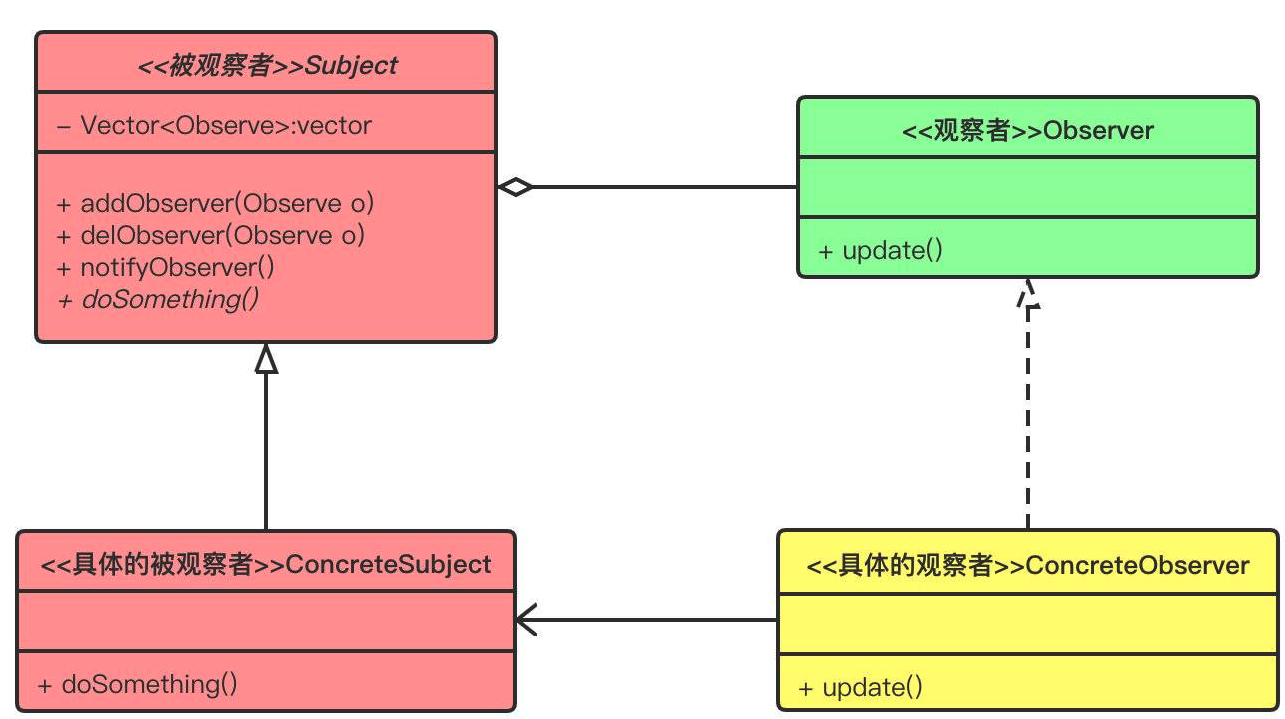 <<被观察者>>Subject
– Vector<Observe>:vector
+ addObserver(Observe o)
+ delObserver(Observe o)
+ notifyObserver()
+ doSomething()
<<观察者>>Observer
+ update()
<<具体的被观察者>>ConcreteSubject
+ doSomething()
<<具体的观察者>>ConcreteObserver
+ update()